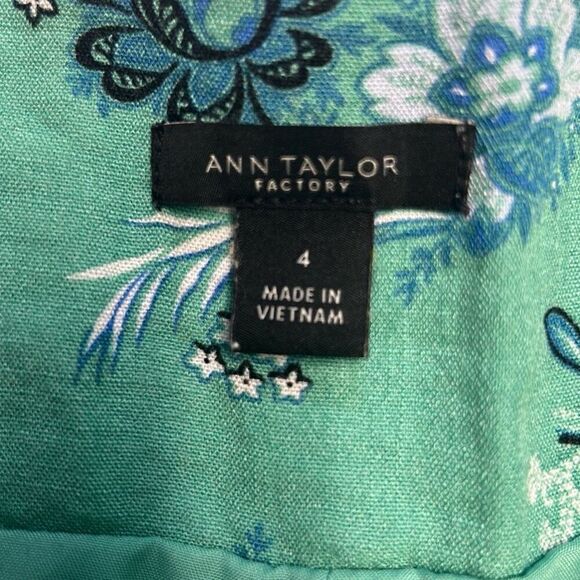 ANN TAYLOR
FACTORY
4
MADE IN
VIETNAM